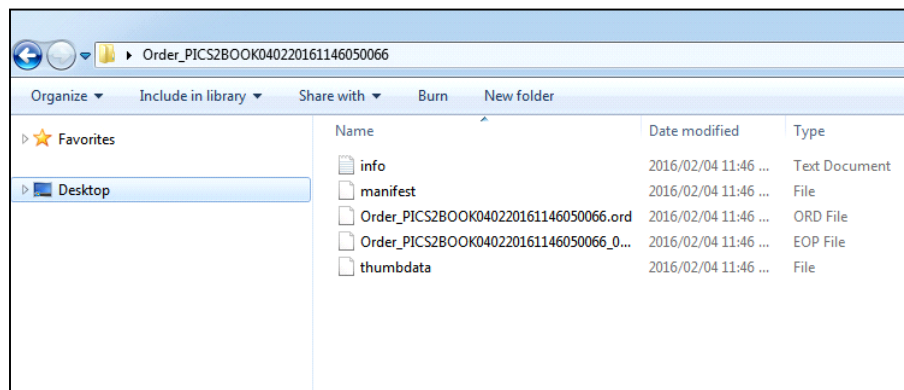 Order_PICS2BOOK040220161146050066
Organize Include in library Share with Burn New folder
Name Date modified Type
Favorites
info 2016/02/04 11:46 ... Text Document
Desktop
manifest 2016/02/04 11:46 ... File
Order_PICS2BOOK040220161146050066.ord 2016/02/04 11:46 ... ORD File
Order_PICS2BOOK040220161146050066_0... 2016/02/04 11:46 ... EOP File
thumbdata 2016/02/04 11:46 ... File